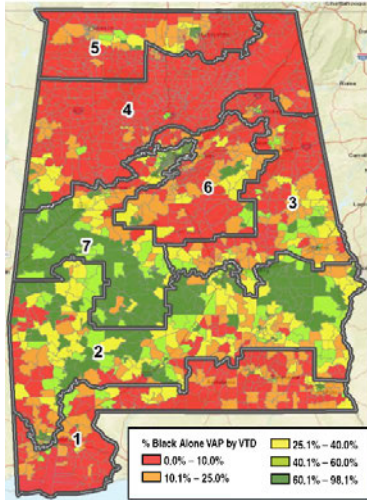 5
4
6
3
7
2
1
% Black Alone VAP by VTD
0.0% – 10.0%
10.1% – 25.0%
25.1% – 40.0%
40.1% – 60.0%
60.1% – 98.1%